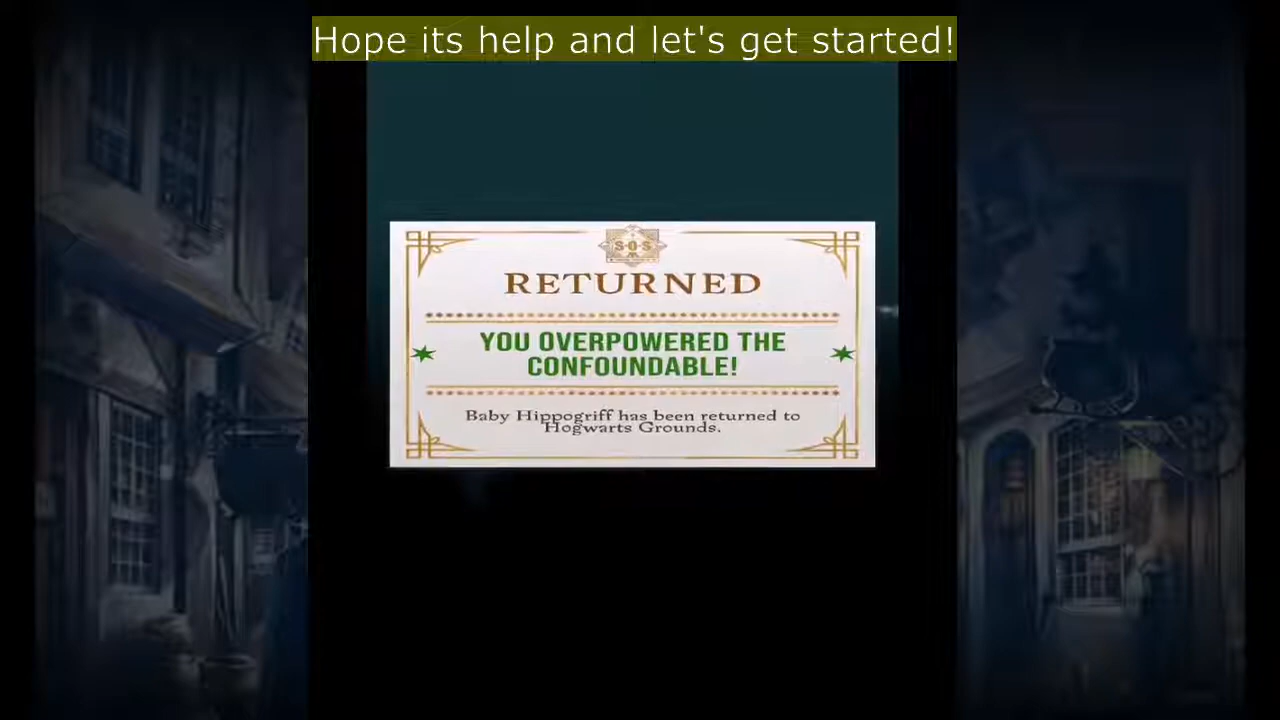 Hope its help and let's get started!
S·O·S
RETURNED
YOU OVERPOWERED THE
CONFOUNDABLE!
Baby Hippogriff has been returned to
Hogwarts Grounds.